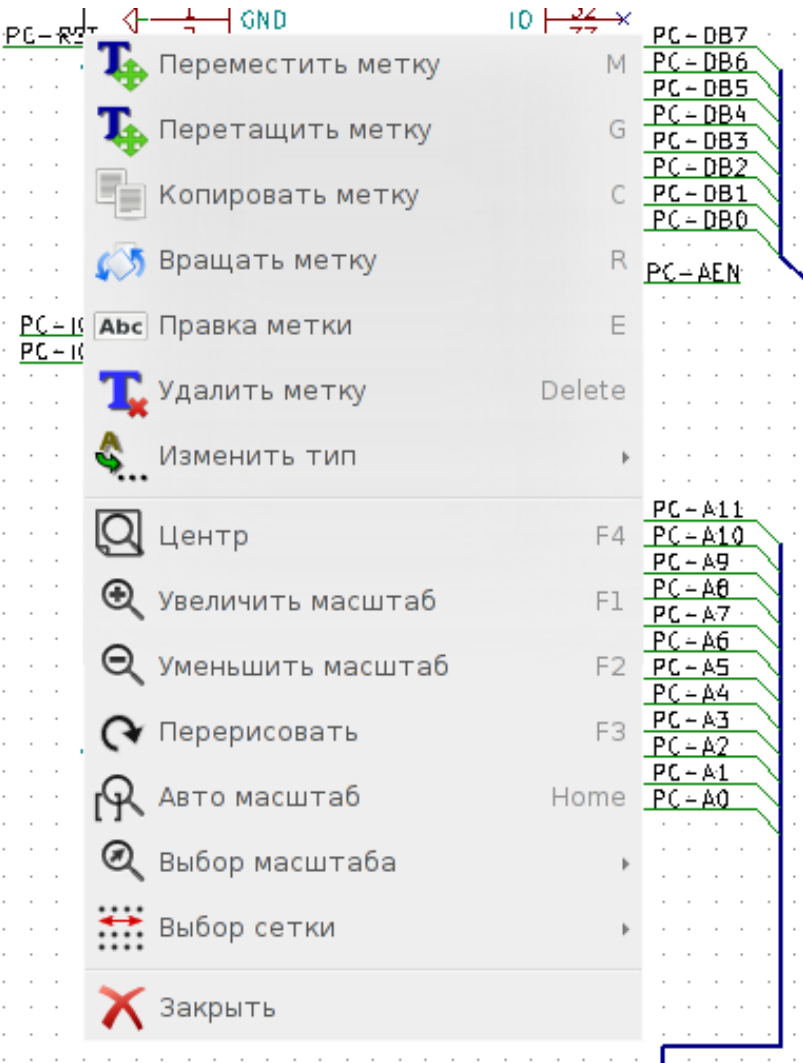 GND
IO
PC-RST
PC-DB7
Переместить метку M
PC-DB6
PC-DB5
PC-DB4
Перетащить метку G
PC-DB3
PC-DB2
Копировать метку C
PC-DB1
PC-DB0
Вращать метку R
PC-AEN
Abc Правка метки E
Удалить метку Delete
Изменить тип
PC-A11
Центр F4
PC-A10
PC-A9
PC-A8
Увеличить масштаб F1
PC-A7
PC-A6
Уменьшить масштаб F2
PC-A5
PC-A4
PC-A3
Перерисовать F3
PC-A2
PC-A1
Авто масштаб Home
PC-A0
Выбор масштаба
Выбор сетки
Закрыть